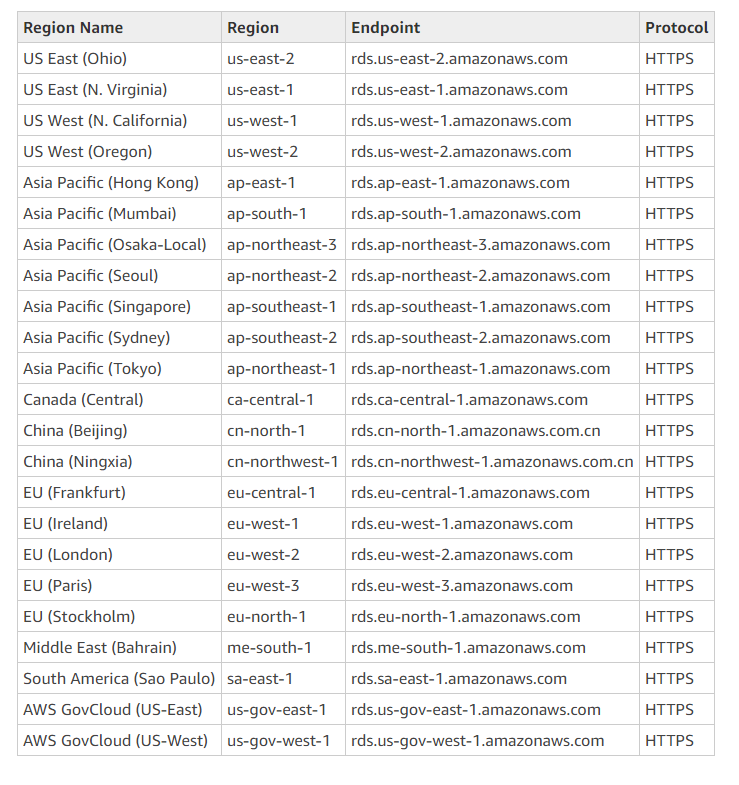 Region Name Region Endpoint Protocol
US East (Ohio) us-east-2 rds.us-east-2.amazonaws.com HTTPS
US East (N. Virginia) us-east-1 rds.us-east-1.amazonaws.com HTTPS
US West (N. California) us-west-1 rds.us-west-1.amazonaws.com HTTPS
US West (Oregon) us-west-2 rds.us-west-2.amazonaws.com HTTPS
Asia Pacific (Hong Kong) ap-east-1 rds.ap-east-1.amazonaws.com HTTPS
Asia Pacific (Mumbai) ap-south-1 rds.ap-south-1.amazonaws.com HTTPS
Asia Pacific (Osaka-Local) ap-northeast-3 rds.ap-northeast-3.amazonaws.com HTTPS
Asia Pacific (Seoul) ap-northeast-2 rds.ap-northeast-2.amazonaws.com HTTPS
Asia Pacific (Singapore) ap-southeast-1 rds.ap-southeast-1.amazonaws.com HTTPS
Asia Pacific (Sydney) ap-southeast-2 rds.ap-southeast-2.amazonaws.com HTTPS
Asia Pacific (Tokyo) ap-northeast-1 rds.ap-northeast-1.amazonaws.com HTTPS
Canada (Central) ca-central-1 rds.ca-central-1.amazonaws.com HTTPS
China (Beijing) cn-north-1 rds.cn-north-1.amazonaws.com.cn HTTPS
China (Ningxia) cn-northwest-1 rds.cn-northwest-1.amazonaws.com.cn HTTPS
EU (Frankfurt) eu-central-1 rds.eu-central-1.amazonaws.com HTTPS
EU (Ireland) eu-west-1 rds.eu-west-1.amazonaws.com HTTPS
EU (London) eu-west-2 rds.eu-west-2.amazonaws.com HTTPS
EU (Paris) eu-west-3 rds.eu-west-3.amazonaws.com HTTPS
EU (Stockholm) eu-north-1 rds.eu-north-1.amazonaws.com HTTPS
Middle East (Bahrain) me-south-1 rds.me-south-1.amazonaws.com HTTPS
South America (Sao Paulo) sa-east-1 rds.sa-east-1.amazonaws.com HTTPS
AWS GovCloud (US-East) us-gov-east-1 rds.us-gov-east-1.amazonaws.com HTTPS
AWS GovCloud (US-West) us-gov-west-1 rds.us-gov-west-1.amazonaws.com HTTPS